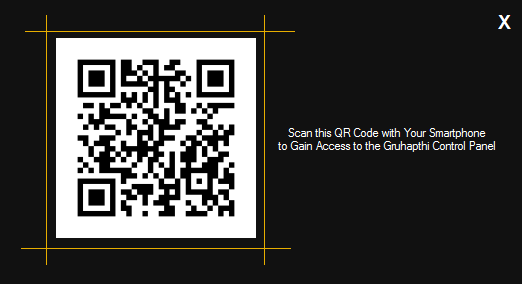 X
Scan this QR Code with Your Smartphone
to Gain Access to the Gruhapthi Control Panel